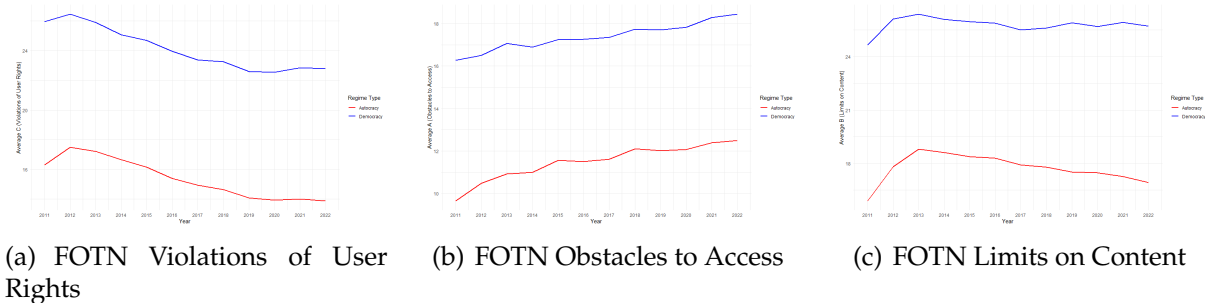 Average C (Violations of User Rights)
24
20
16
2011 2012 2013 2014 2015 2016 2017 2018 2019 2020 2021 2022
Year
Regime Type
Autocracy
Democracy
(a) FOTN Violations of User
Rights
Average A (Obstacles to Access)
18
16
14
12
10
2011 2012 2013 2014 2015 2016 2017 2018 2019 2020 2021 2022
Year
Regime Type
Autocracy
Democracy
(b) FOTN Obstacles to Access
Average B (Limits on Content)
24
21
18
2011 2012 2013 2014 2015 2016 2017 2018 2019 2020 2021 2022
Year
Regime Type
Autocracy
Democracy
(c) FOTN Limits on Content